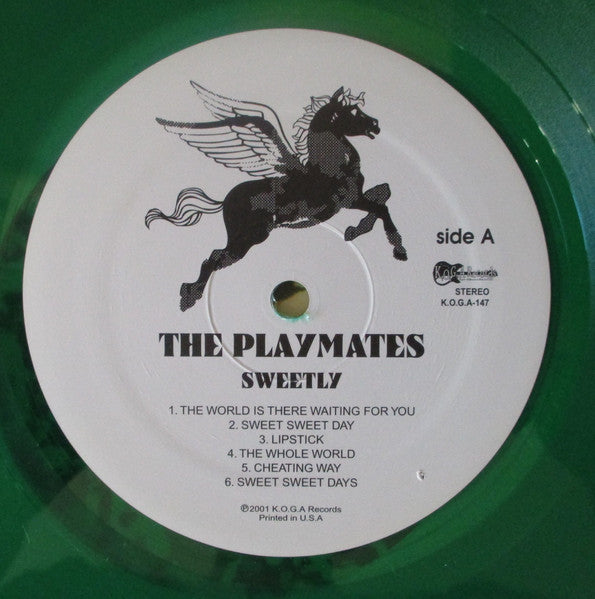 side A
K.O.G.A Records
STEREO
K.O.G.A-147
THE PLAYMATES
SWEETLY
1. THE WORLD IS THERE WAITING FOR YOU
2. SWEET SWEET DAY
3. LIPSTICK
4. THE WHOLE WORLD
5. CHEATING WAY
6. SWEET SWEET DAYS
℗2001 K.O.G.A Records
Printed in U.S.A